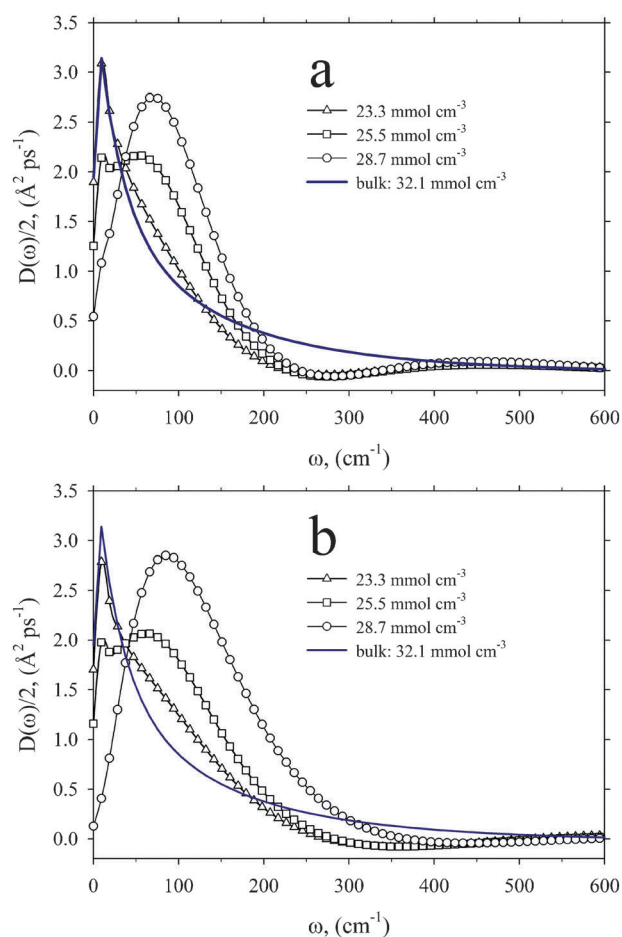 3.5
3.0
2.5
2.0
1.5
1.0
0.5
0.0
D(ω)/2, (Å² ps⁻¹)
a
23.3 mmol cm⁻³
25.5 mmol cm⁻³
28.7 mmol cm⁻³
bulk: 32.1 mmol cm⁻³
0 100 200 300 400 500 600
ω, (cm⁻¹)
3.5
3.0
2.5
2.0
1.5
1.0
0.5
0.0
D(ω)/2, (Å² ps⁻¹)
b
23.3 mmol cm⁻³
25.5 mmol cm⁻³
28.7 mmol cm⁻³
bulk: 32.1 mmol cm⁻³
0 100 200 300 400 500 600
ω, (cm⁻¹)